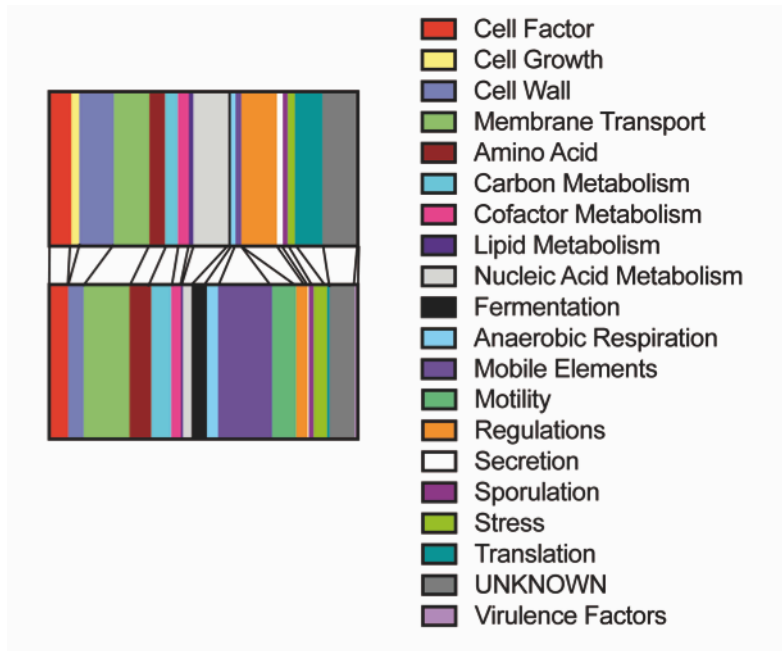 Cell Factor
Cell Growth
Cell Wall
Membrane Transport
Amino Acid
Carbon Metabolism
Cofactor Metabolism
Lipid Metabolism
Nucleic Acid Metabolism
Fermentation
Anaerobic Respiration
Mobile Elements
Motility
Regulations
Secretion
Sporulation
Stress
Translation
UNKNOWN
Virulence Factors